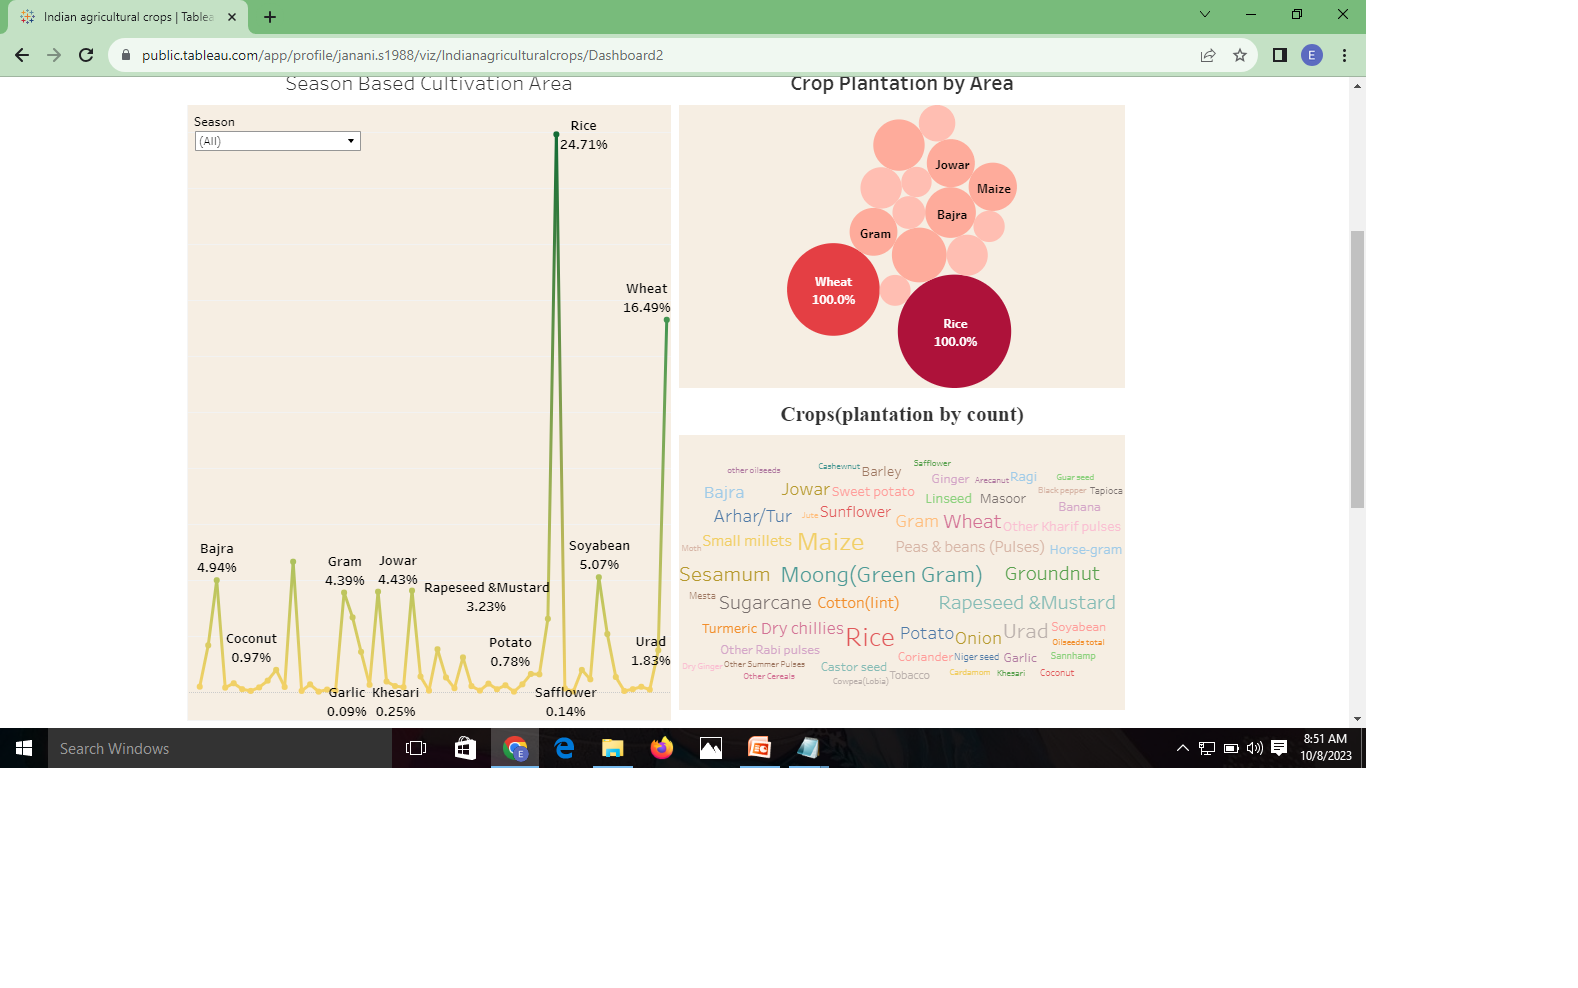 Indian agricultural crops | Tablea
public.tableau.com/app/profile/janani.s1988/viz/Indianagriculturalcrops/Dashboard2
E
Season Based Cultivation Area
Season
(All)
Rice
24.71%
Wheat
16.49%
Bajra
4.94%
Coconut
0.97%
Gram
4.39%
Jowar
4.43%
Rapeseed &Mustard
3.23%
Soyabean
5.07%
Potato
0.78%
Urad
1.83%
Garlic
0.09%
Khesari
0.25%
Safflower
0.14%
Crop Plantation by Area
Jowar
Maize
Bajra
Gram
Wheat
100.0%
Rice
100.0%
Crops(plantation by count)
other oilseeds Cashewnut Barley Safflower
Ginger Arecanut Ragi Guar seed
Bajra Jowar Sweet potato Linseed Masoor Black pepper Tapioca
Arhar/Tur Jute Sunflower Gram Wheat Banana
Other Kharif pulses
Moth Small millets Maize Peas & beans (Pulses) Horse-gram
Sesamum Moong(Green Gram) Groundnut
Mesta Sugarcane Cotton(lint) Rapeseed &Mustard
Turmeric Dry chillies Rice Potato Onion Urad Soyabean
Oilseeds total
Other Rabi pulses Coriander Niger seed Garlic Sannhamp
Dry Ginger Other Summer Pulses Castor seed Tobacco Cardamom Khesari Coconut
Other Cereals Cowpea(Lobia)
Search Windows
E
8:51 AM
10/8/2023